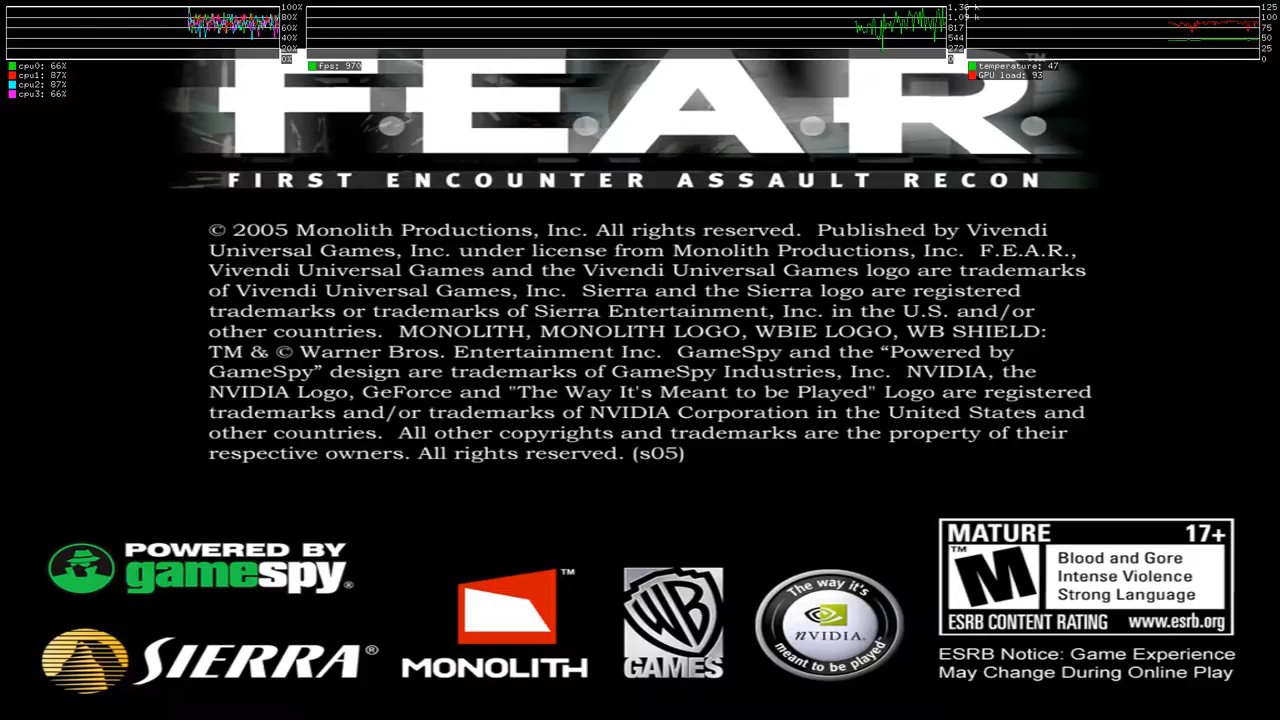 100%
80%
60%
40%
20%
0%
1.36 k
1.09 k
817
544
272
0
125
100
75
50
25
0
cpu0: 66%
cpu1: 87%
cpu2: 87%
cpu3: 66%
fps: 970
temperature: 47
GPU load: 93
F.E.A.R.™
FIRST ENCOUNTER ASSAULT RECON
© 2005 Monolith Productions, Inc. All rights reserved.  Published by Vivendi
Universal Games, Inc. under license from Monolith Productions, Inc.  F.E.A.R.,
Vivendi Universal Games and the Vivendi Universal Games logo are trademarks
of Vivendi Universal Games, Inc.  Sierra and the Sierra logo are registered
trademarks or trademarks of Sierra Entertainment, Inc. in the U.S. and/or
other countries.  MONOLITH, MONOLITH LOGO, WBIE LOGO, WB SHIELD:
TM & © Warner Bros. Entertainment Inc.  GameSpy and the “Powered by
GameSpy” design are trademarks of GameSpy Industries, Inc.  NVIDIA, the
NVIDIA Logo, GeForce and "The Way It's Meant to be Played" Logo are registered
trademarks and/or trademarks of NVIDIA Corporation in the United States and
other countries.  All other copyrights and trademarks are the property of their
respective owners. All rights reserved. (s05)
POWERED BY
gamespy®
SIERRA®
MONOLITH™
WB
GAMES
The way it's
nVIDIA.
meant to be played™
MATURE 17+
M™
Blood and Gore
Intense Violence
Strong Language
ESRB CONTENT RATING www.esrb.org
ESRB Notice: Game Experience
May Change During Online Play